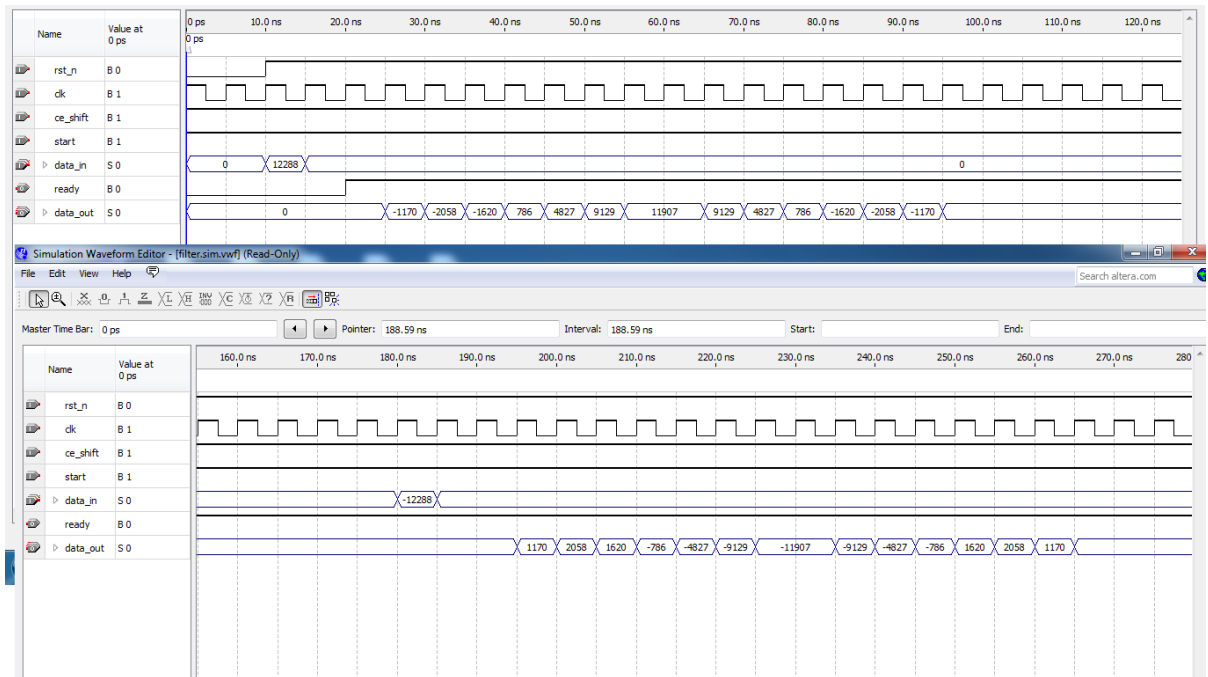 Name Value at 0 ps
0 ps 10.0 ns 20.0 ns 30.0 ns 40.0 ns 50.0 ns 60.0 ns 70.0 ns 80.0 ns 90.0 ns 100.0 ns 110.0 ns 120.0 ns
0 ps
rst_n B 0
clk B 1
ce_shift B 1
start B 1
data_in S 0 0 12288 0
ready B 0
data_out S 0 0 -1170 -2058 -1620 786 4827 9129 11907 9129 4827 786 -1620 -2058 -1170
Simulation Waveform Editor - [filter.sim.vwf] (Read-Only)
File Edit View Help Search altera.com
Master Time Bar: 0 ps Pointer: 188.59 ns Interval: 188.59 ns Start: End:
Name Value at 0 ps
160.0 ns 170.0 ns 180.0 ns 190.0 ns 200.0 ns 210.0 ns 220.0 ns 230.0 ns 240.0 ns 250.0 ns 260.0 ns 270.0 ns 280
rst_n B 0
clk B 1
ce_shift B 1
start B 1
data_in S 0 -12288
ready B 0
data_out S 0 1170 2058 1620 -786 -4827 -9129 -11907 -9129 -4827 -786 1620 2058 1170